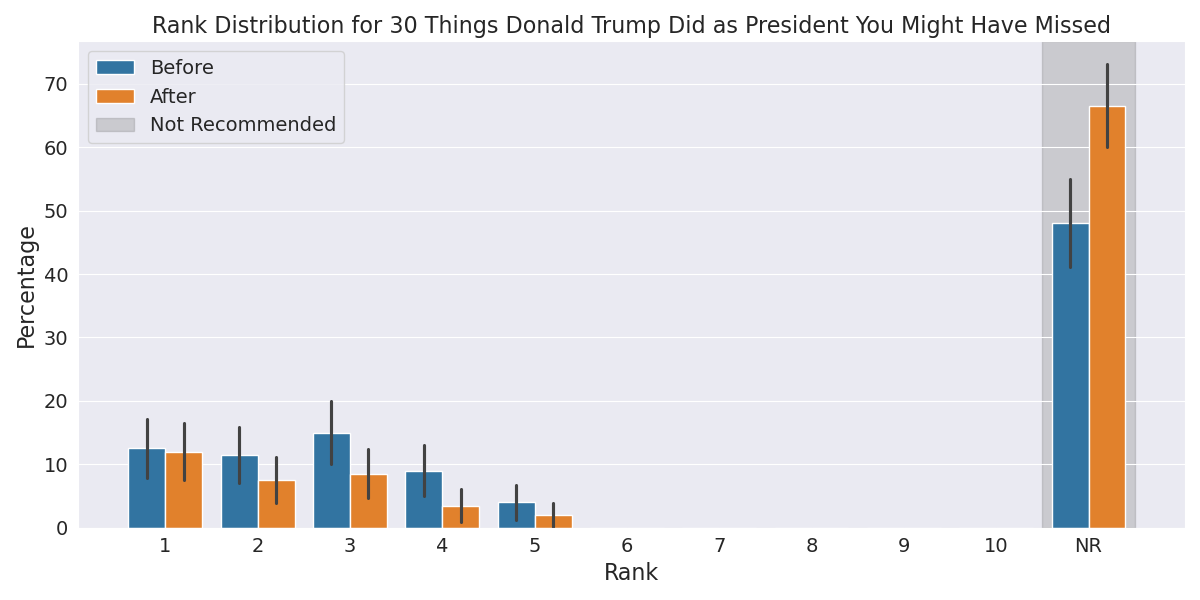 Rank Distribution for 30 Things Donald Trump Did as President You Might Have Missed
Before
After
Not Recommended
Percentage
70
60
50
40
30
20
10
0
1 2 3 4 5 6 7 8 9 10 NR
Rank